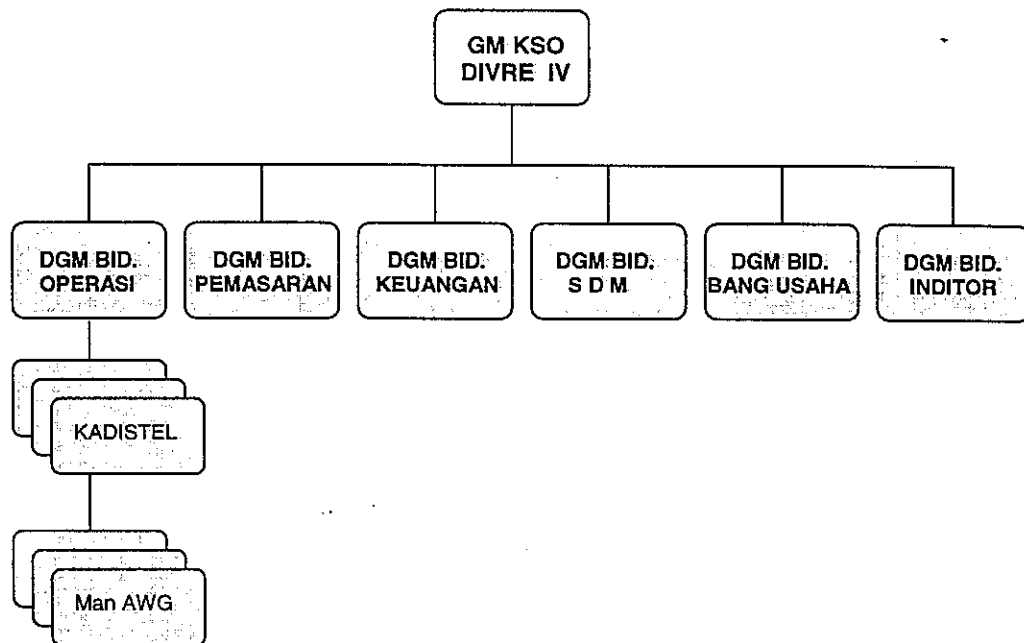 GM KSO
DIVRE IV
DGM BID.
OPERASI
DGM BID.
PEMASARAN
DGM BID.
KEUANGAN
DGM BID.
S D M
DGM BID.
BANG USAHA
DGM BID.
INDITOR
KADISTEL
Man AWG